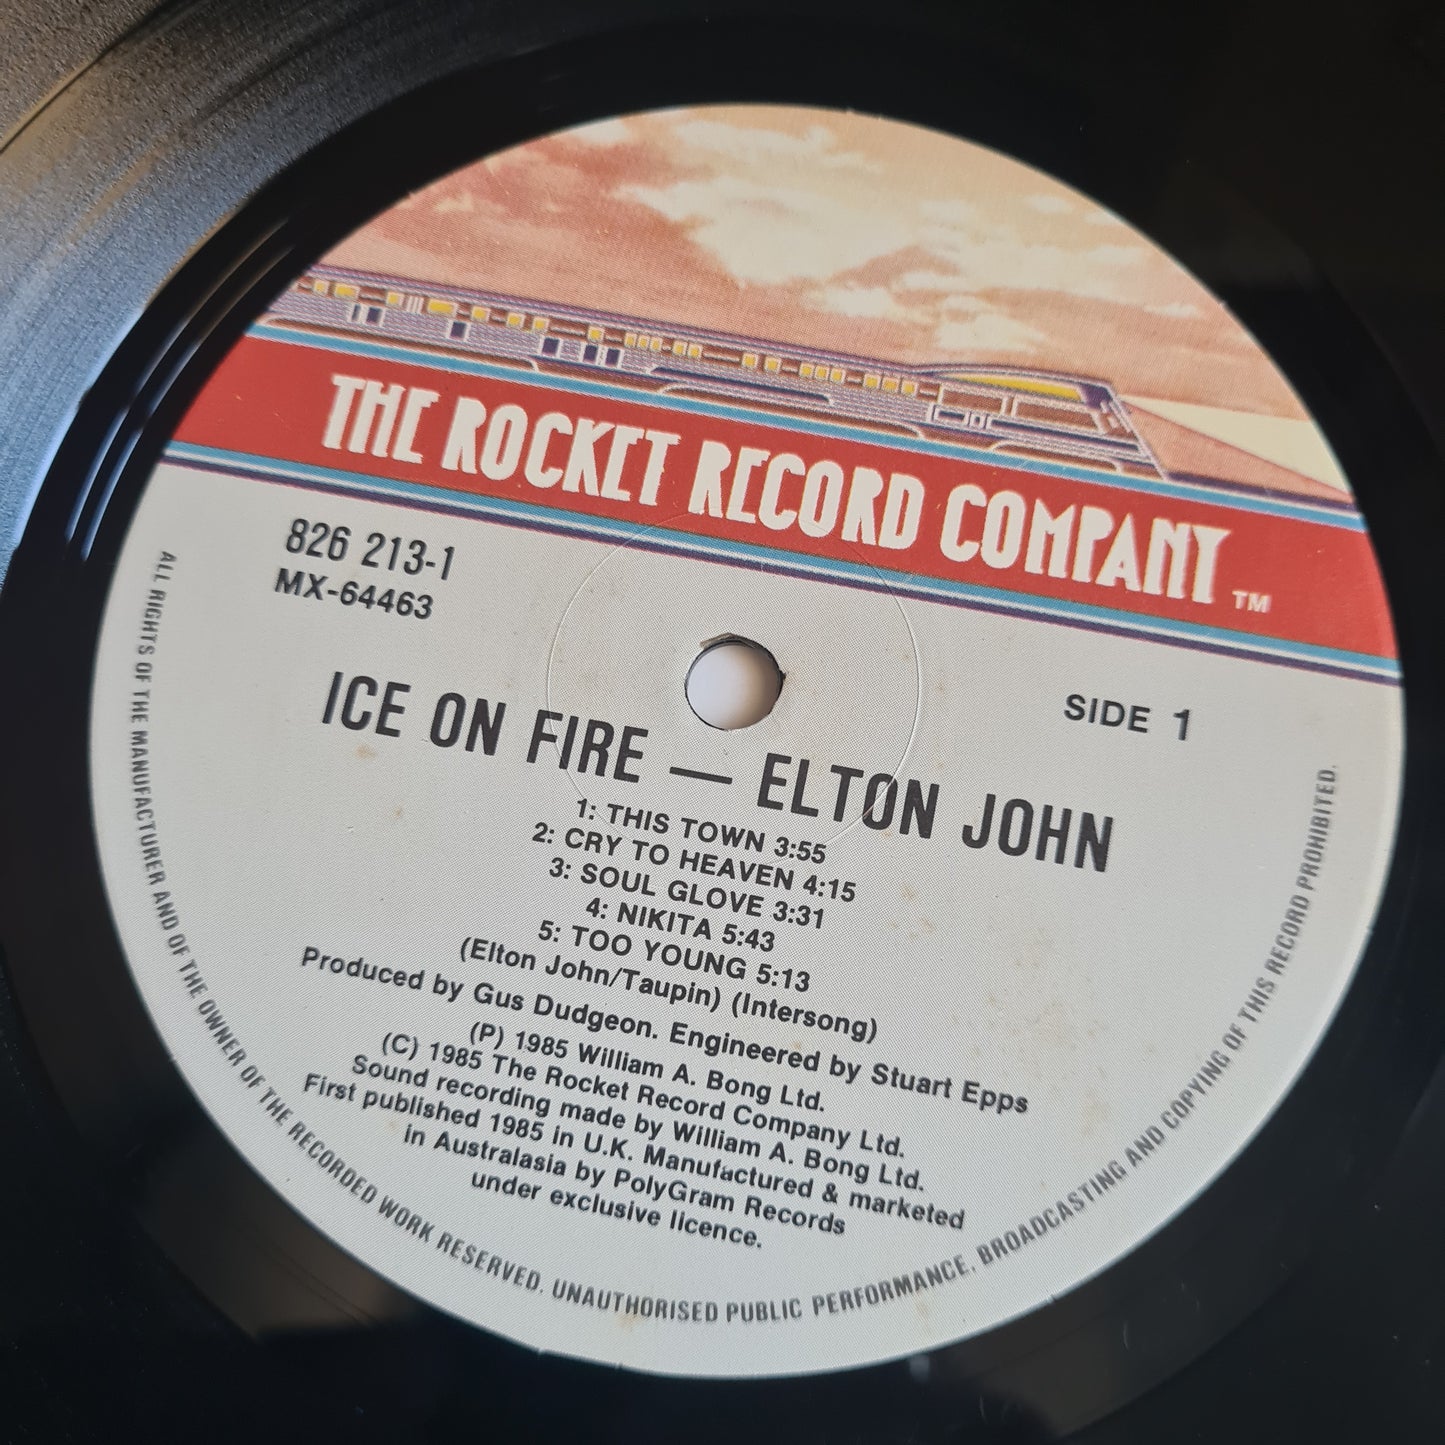 THE ROCKET RECORD COMPANY TM
826 213-1
MX-64463
SIDE 1
ICE ON FIRE — ELTON JOHN
1: THIS TOWN 3:55
2: CRY TO HEAVEN 4:15
3: SOUL GLOVE 3:31
4: NIKITA 5:43
5: TOO YOUNG 5:13
(Elton John/Taupin) (Intersong)
Produced by Gus Dudgeon. Engineered by Stuart Epps
(P) 1985 William A. Bong Ltd.
(C) 1985 The Rocket Record Company Ltd.
Sound recording made by William A. Bong Ltd.
First published 1985 in U.K. Manufactured & marketed
in Australasia by PolyGram Records
under exclusive licence.
ALL RIGHTS OF THE MANUFACTURER AND OF THE OWNER OF THE RECORDED WORK RESERVED. UNAUTHORISED PUBLIC PERFORMANCE, BROADCASTING AND COPYING OF THIS RECORD PROHIBITED.